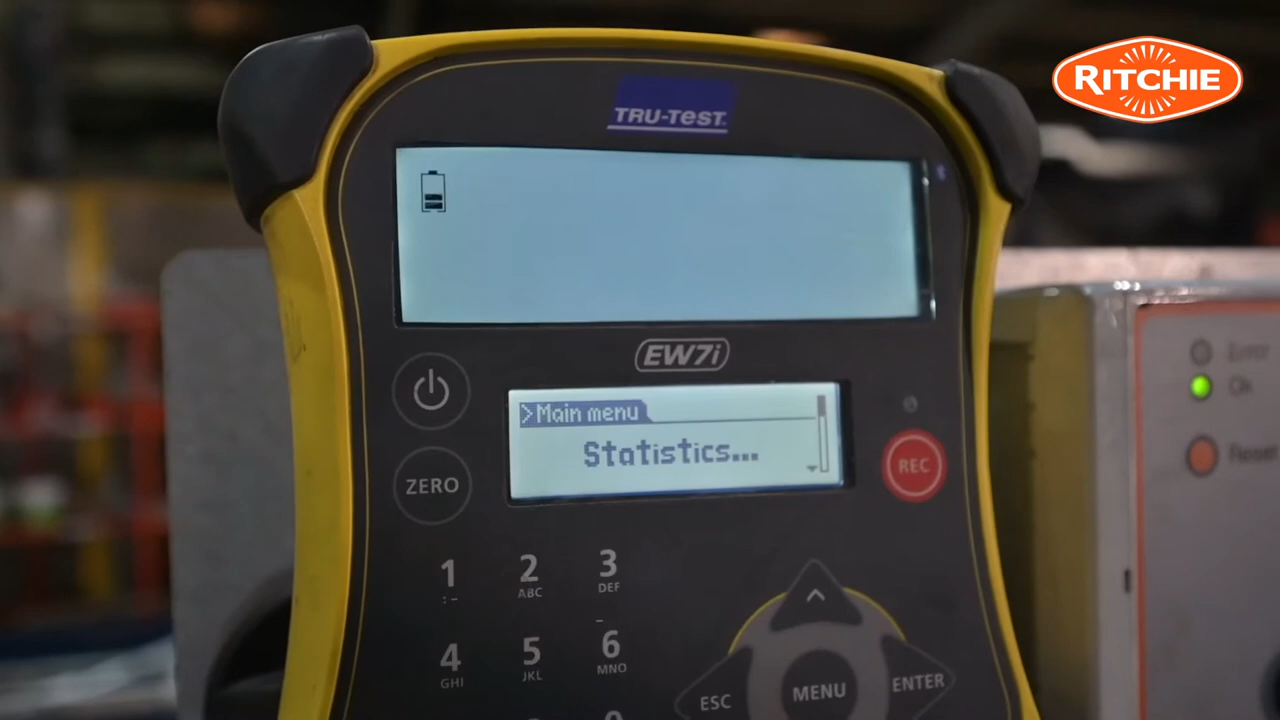 RITCHIE
TRU-TEST
EW7i
>Main menu
Statistics...
ZERO
REC
Error
Ok
Reset
1 2 3
:- ABC DEF
4 5 6
GHI JKL MNO
ESC MENU ENTER